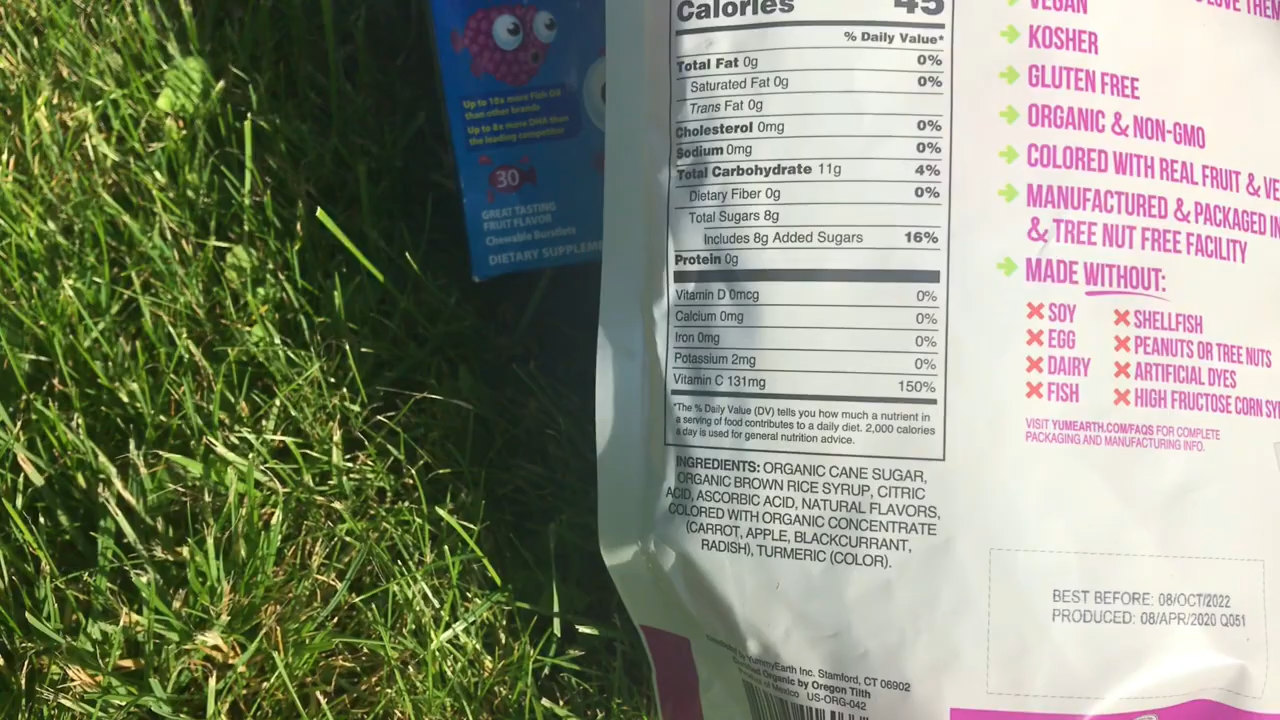 Up to 10x more Fish Oil
than other brands
Up to 8x more DHA than
the leading competitor
30
GREAT TASTING
FRUIT FLAVOR
Chewable Burstlets
DIETARY SUPPLEME
Calories 45
% Daily Value*
Total Fat 0g 0%
Saturated Fat 0g 0%
Trans Fat 0g
Cholesterol 0mg 0%
Sodium 0mg 0%
Total Carbohydrate 11g 4%
Dietary Fiber 0g 0%
Total Sugars 8g
Includes 8g Added Sugars 16%
Protein 0g
Vitamin D 0mcg 0%
Calcium 0mg 0%
Iron 0mg 0%
Potassium 2mg 0%
Vitamin C 131mg 150%
*The % Daily Value (DV) tells you how much a nutrient in
a serving of food contributes to a daily diet. 2,000 calories
a day is used for general nutrition advice.
INGREDIENTS: ORGANIC CANE SUGAR,
ORGANIC BROWN RICE SYRUP, CITRIC
ACID, ASCORBIC ACID, NATURAL FLAVORS,
COLORED WITH ORGANIC CONCENTRATE
(CARROT, APPLE, BLACKCURRANT,
RADISH), TURMERIC (COLOR).
by YummyEarth Inc. Stamford, CT 06902
Certified Organic by Oregon Tilth
Product of Mexico US-ORG-042
LOVE THEM
VEGAN
KOSHER
GLUTEN FREE
ORGANIC & NON-GMO
COLORED WITH REAL FRUIT & VE
MANUFACTURED & PACKAGED IN
& TREE NUT FREE FACILITY
MADE WITHOUT:
SOY
EGG
DAIRY
FISH
SHELLFISH
PEANUTS OR TREE NUTS
ARTIFICIAL DYES
HIGH FRUCTOSE CORN SY
VISIT YUMEARTH.COM/FAQS FOR COMPLETE
PACKAGING AND MANUFACTURING INFO.
BEST BEFORE: 08/OCT/2022
PRODUCED: 08/APR/2020 Q051